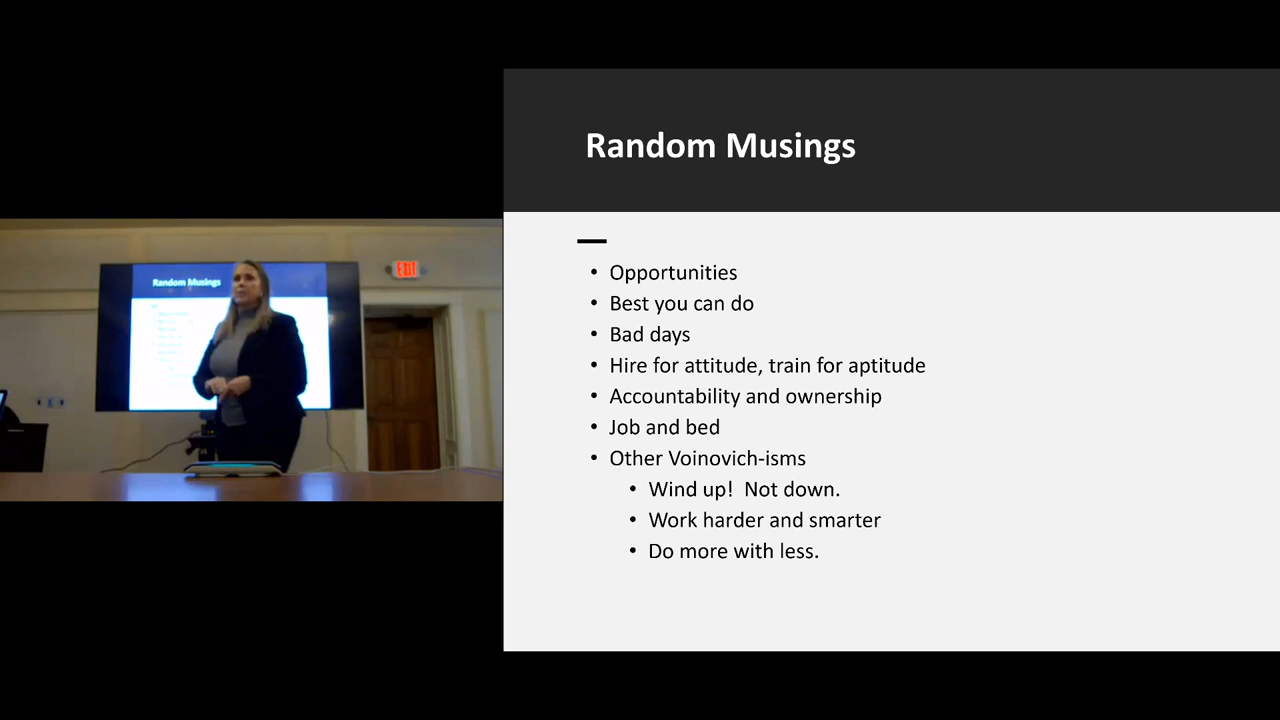 Random Musings
Opportunities
Best you can do
Bad days
Hire for attitude, train for aptitude
Accountability and ownership
Job and bed
Other Voinovich-isms
Wind up!  Not down.
Work harder and smarter
Do more with less.
Random Musings
EXIT